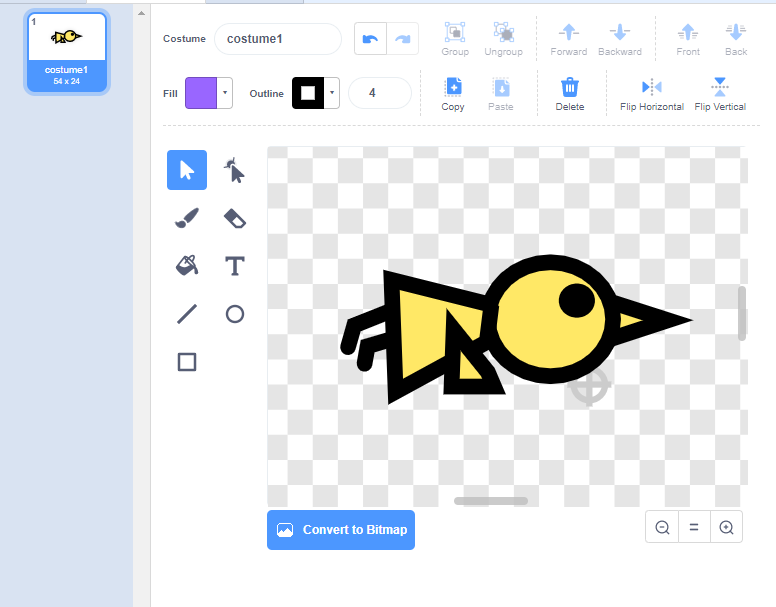 1
costume1
54 x 24
Costume
costume1
Group
Ungroup
Forward
Backward
Front
Back
Fill
Outline
4
Copy
Paste
Delete
Flip Horizontal
Flip Vertical
Convert to Bitmap